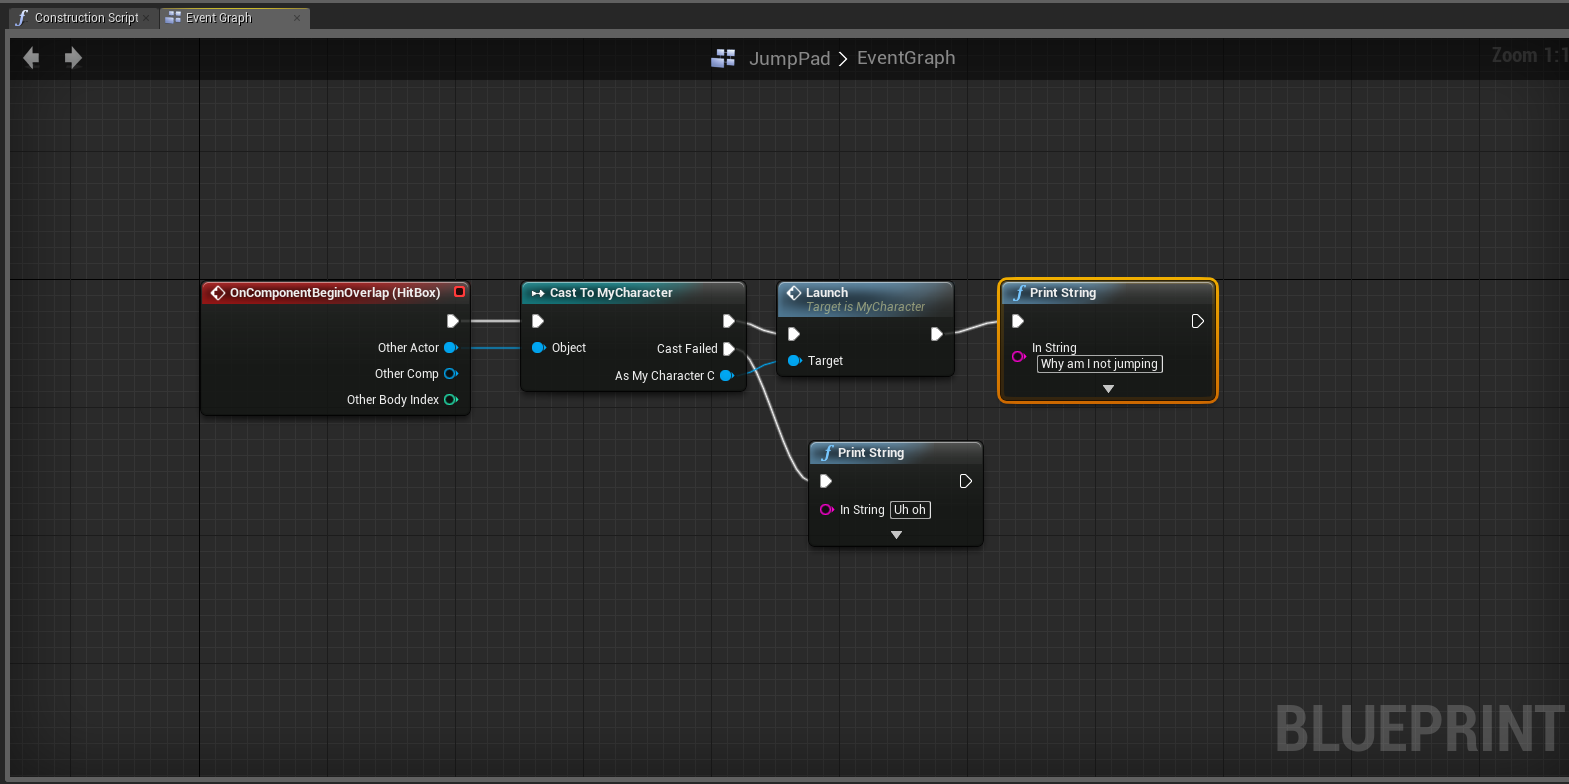 Construction Script
Event Graph
JumpPad > EventGraph
Zoom 1:1
OnComponentBeginOverlap (HitBox)
Other Actor
Other Comp
Other Body Index
Cast To MyCharacter
Object
Cast Failed
As My Character C
Launch
Target is MyCharacter
Target
Print String
In String
Why am I not jumping
Print String
In String Uh oh
BLUEPRINT